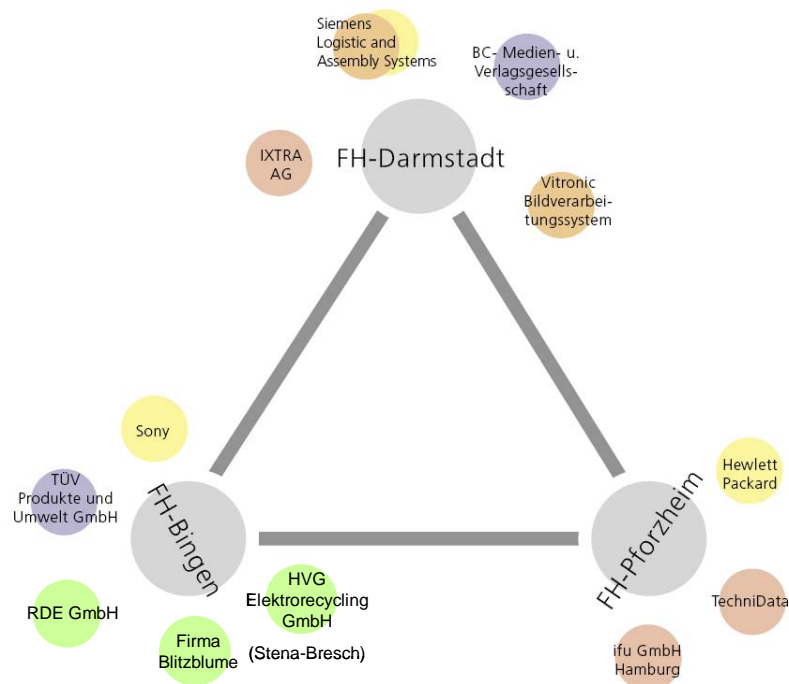 Siemens
Logistic and
Assembly Systems
BC- Medien- u.
Verlagsgesells-
schaft
IXTRA
AG
FH-Darmstadt
Vitronic
Bildverarbei-
tungssystem
Sony
TÜV
Produkte und
Umwelt GmbH
FH-Bingen
Hewlett
Packard
FH-Pforzheim
RDE GmbH
HVG
Elektrorecycling
GmbH
(Stena-Bresch)
Firma
Blitzblume
TechniData
ifu GmbH
Hamburg